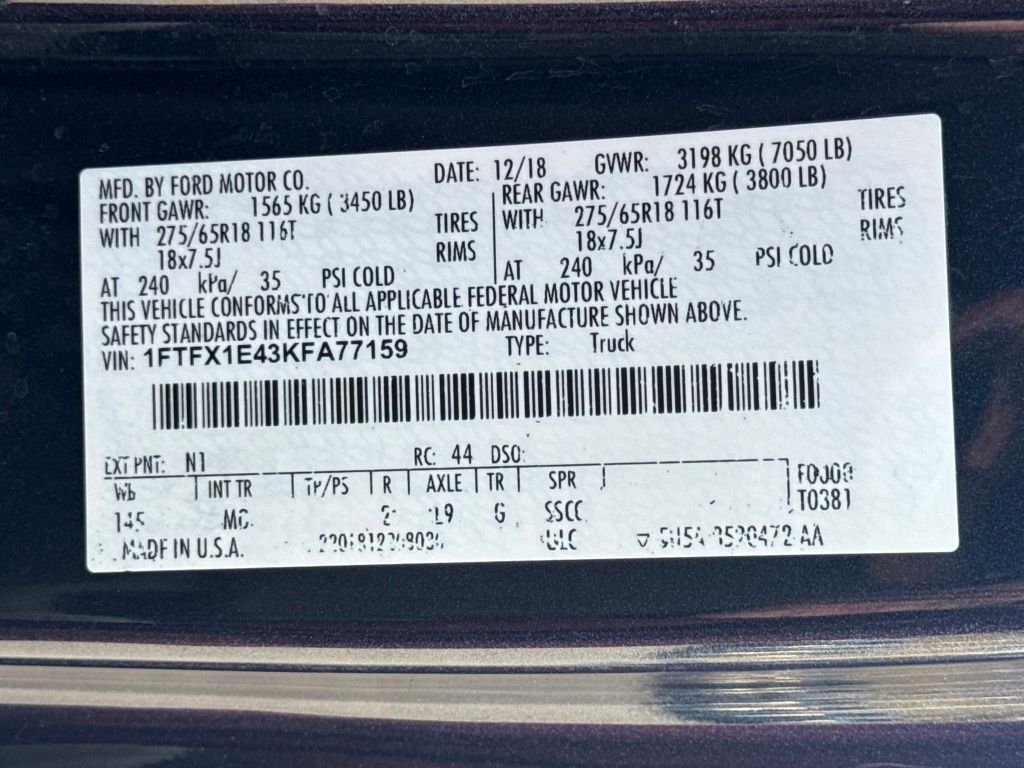 MFD. BY FORD MOTOR CO. DATE: 12/18 GVWR: 3198 KG ( 7050 LB)
FRONT GAWR: 1565 KG ( 3450 LB) REAR GAWR: 1724 KG ( 3800 LB)
WITH 275/65R18 116T TIRES WITH 275/65R18 116T TIRES
18x7.5J RIMS 18x7.5J RIMS
AT 240 kPa/ 35 PSI COLD AT 240 kPa/ 35 PSI COLD
THIS VEHICLE CONFORMS TO ALL APPLICABLE FEDERAL MOTOR VEHICLE
SAFETY STANDARDS IN EFFECT ON THE DATE OF MANUFACTURE SHOWN ABOVE.
VIN: 1FTFX1E43KFA77159 TYPE: Truck
EXT PNT: N1 RC: 44 DSO:
WB INT TR TP/PS R AXLE TR SPR
145 G
T0381
MADE IN U.S.A.